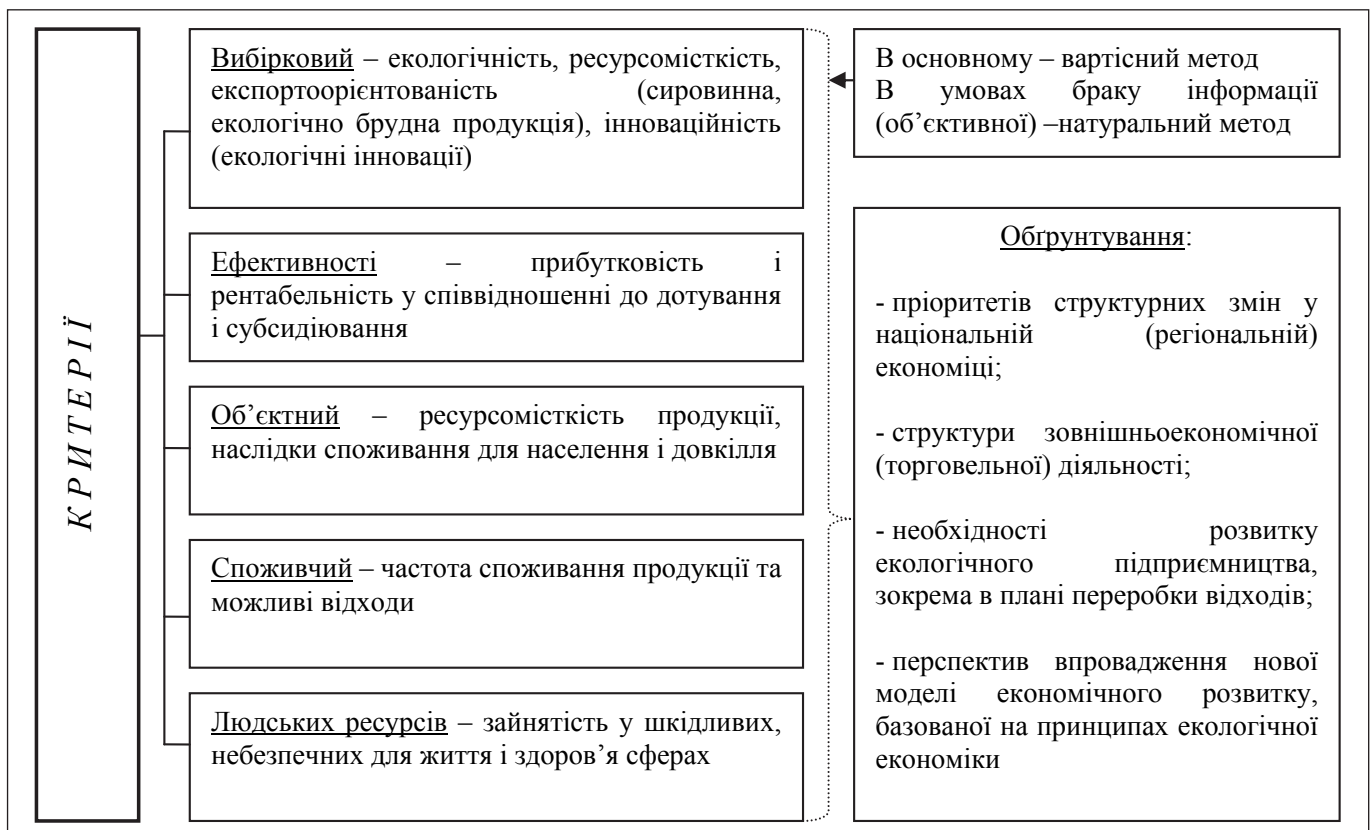 К Р И Т Е Р І Ї
Вибірковий – екологічність, ресурсомісткість,
експортоорієнтованість (сировинна,
екологічно брудна продукція), інноваційність
(екологічні інновації)
Ефективності – прибутковість і
рентабельність у співвідношенні до дотування
і субсидіювання
Об’єктний – ресурсомісткість продукції,
наслідки споживання для населення і довкілля
Споживчий – частота споживання продукції та
можливі відходи
Людських ресурсів – зайнятість у шкідливих,
небезпечних для життя і здоров’я сферах
В основному – вартісний метод
В умовах браку інформації
(об’єктивної) –натуральний метод
Обґрунтування:
- пріоритетів структурних змін у
національній (регіональній)
економіці;
- структури зовнішньоекономічної
(торговельної) діяльності;
- необхідності розвитку
екологічного підприємництва,
зокрема в плані переробки відходів;
- перспектив впровадження нової
моделі економічного розвитку,
базованої на принципах екологічної
економіки